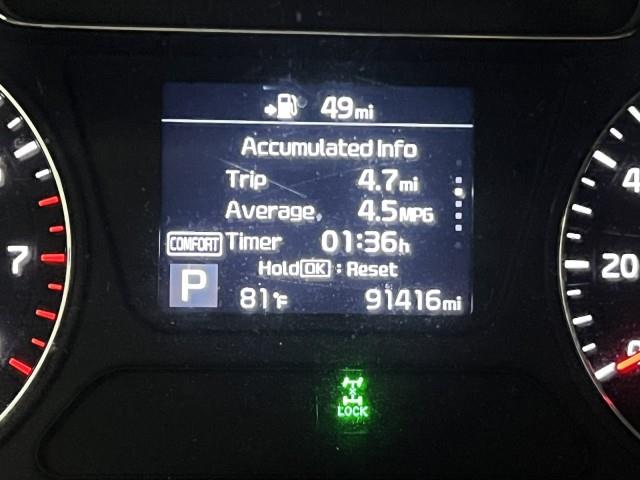 49mi
Accumulated Info
Trip 4.7mi
Average 4.5MPG
COMFORT Timer 01:36h
Hold OK : Reset
P 81°F 91416mi
7
20
LOCK